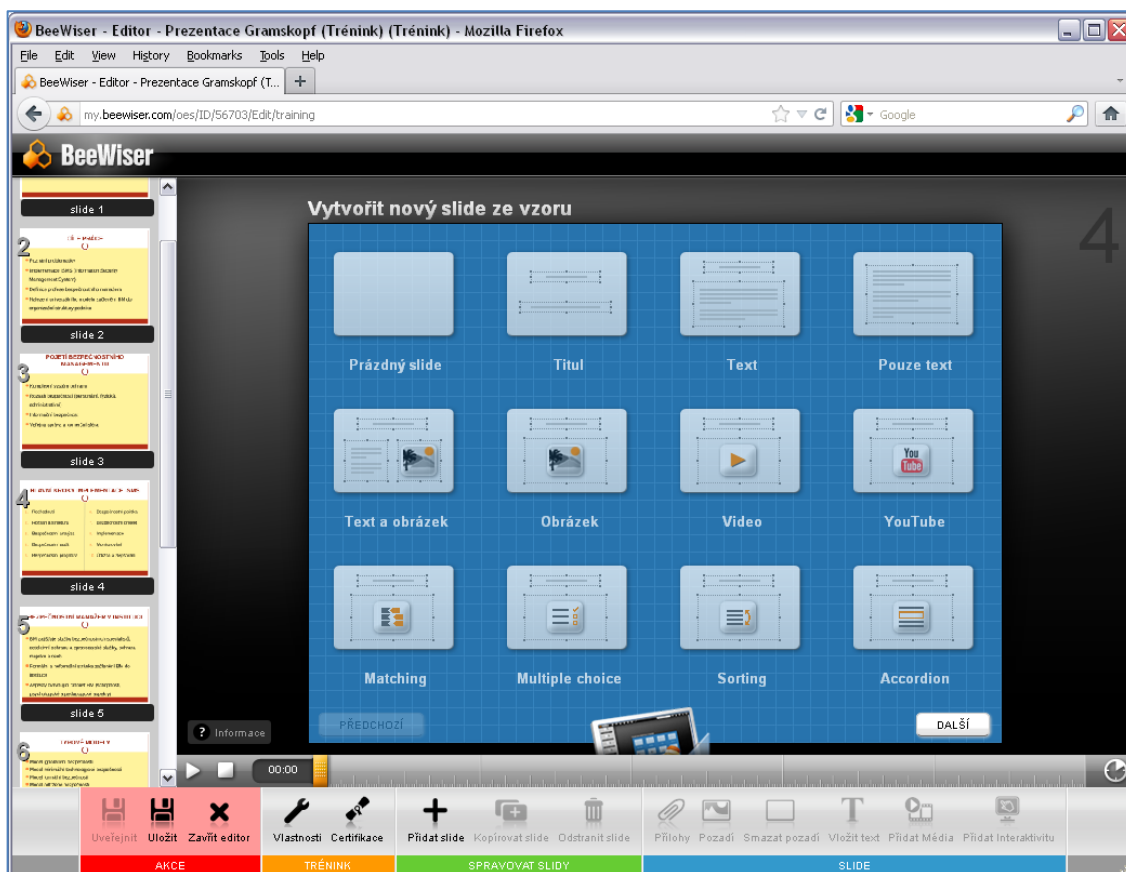 BeeWiser - Editor - Prezentace Gramskopf (Trénink) (Trénink) - Mozilla Firefox
File Edit View History Bookmarks Tools Help
BeeWiser - Editor - Prezentace Gramskopf (T... +
my.beewiser.com/oes/ID/56703/Edit/training Google
BeeWiser
slide 1
2
slide 2
POJETÍ BEZPEČNOSTNÍHO
MANAGEMENTU
3
slide 3
4
slide 4
5
slide 5
6
Vytvořit nový slide ze vzoru
4
Prázdný slide Titul Text Pouze text
You
Tube
Text a obrázek Obrázek Video YouTube
Matching Multiple choice Sorting Accordion
PŘEDCHOZÍ DALŠÍ
? Informace
00:00
Uveřejnit Uložit Zavřít editor Vlastnosti Certifikace Přidat slide Kopírovat slide Odstranit slide Přílohy Pozadí Smazat pozadí Vložit text Přidat Média Přidat Interaktivitu
AKCE TRÉNINK SPRAVOVAT SLIDY SLIDE